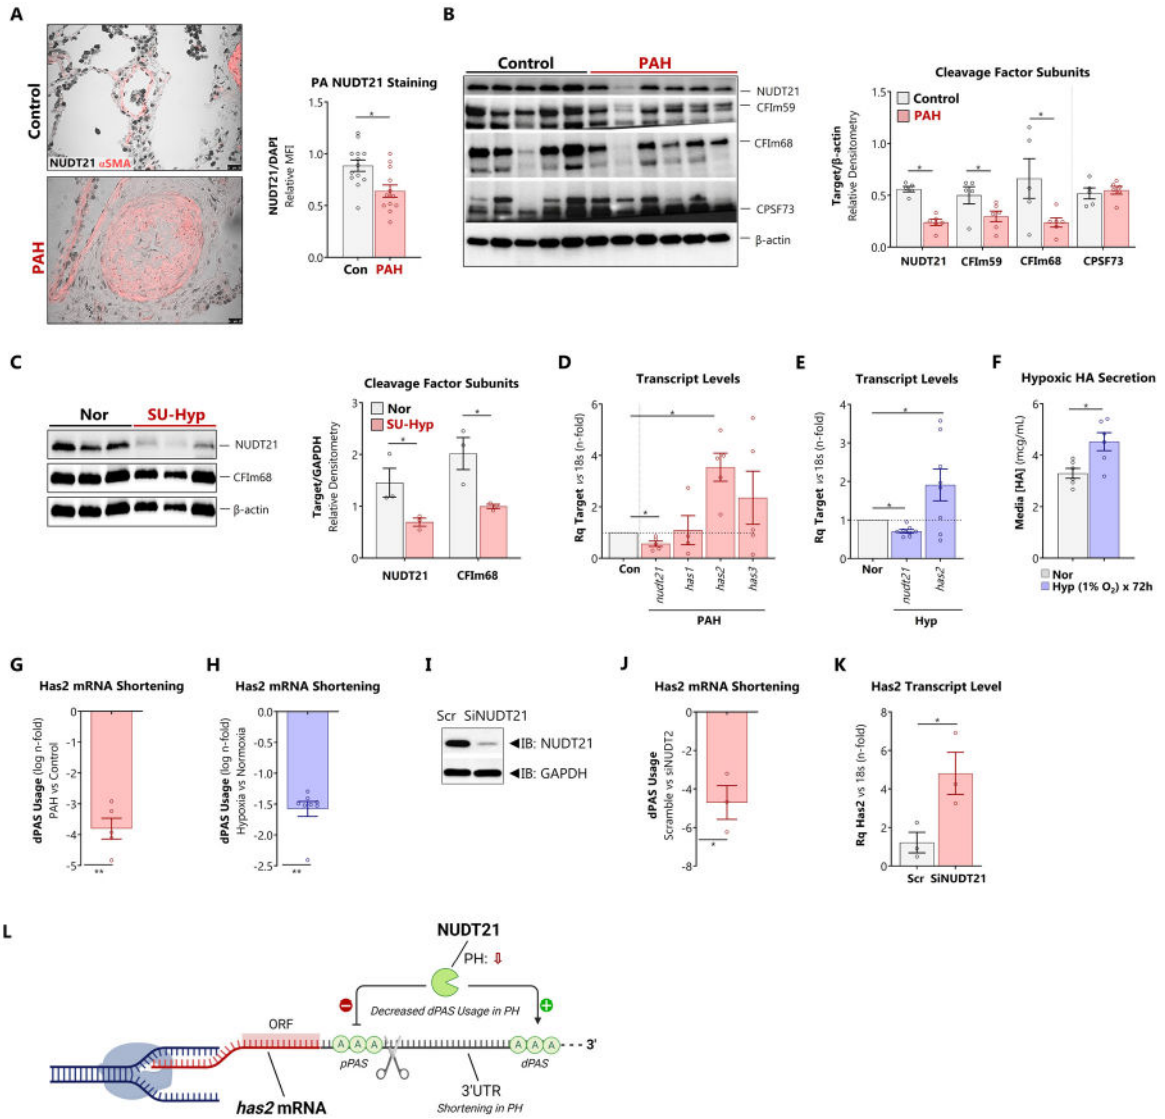 A
Control
NUDT21 αSMA
PAH
PA NUDT21 Staining
NUDT21/DAPI
Relative MFI
1.5
1.0
0.5
0.0
*
Con PAH
B
Control PAH
NUDT21
CFIm59
CFIm68
CPSF73
β-actin
Cleavage Factor Subunits
Target/β-actin
Relative Densitometry
1.5
1.0
0.5
0.0
Control
PAH
* * *
NUDT21 CFIm59 CFIm68 CPSF73
C
Nor SU-Hyp
NUDT21
CFIm68
β-actin
Cleavage Factor Subunits
Target/GAPDH
Relative Densitometry
3
2
1
0
Nor
SU-Hyp
* *
NUDT21 CFIm68
D
Transcript Levels
Rq Target vs 18s (n-fold)
6
4
2
0
* *
Con
nudt21 has1 has2 has3
PAH
E
Transcript Levels
Rq Target vs 18s (n-fold)
4
3
2
1
0
* *
Nor
nudt21 has2
Hyp
F
Hypoxic HA Secretion
Media [HA] (mcg/mL)
6
4
2
0
*
Nor
Hyp (1% O₂) x 72h
G
Has2 mRNA Shortening
dPAS Usage (log n-fold)
PAH vs Control
0
-1
-2
-3
-4
-5
**
H
Has2 mRNA Shortening
dPAS Usage (log n-fold)
Hypoxia vs Normoxia
0.0
-0.5
-1.0
-1.5
-2.0
-2.5
**
I
Scr SiNUDT21
◀IB: NUDT21
◀IB: GAPDH
J
Has2 mRNA Shortening
dPAS Usage
Scramble vs siNUDT2
0
-2
-4
-6
-8
*
K
Has2 Transcript Level
Rq Has2 vs 18s (n-fold)
8
6
4
2
0
*
Scr SiNUDT21
L
NUDT21
PH: ⇩
Decreased dPAS Usage in PH
ORF
A A A
pPAS
A A A
dPAS
3'
has2 mRNA
3'UTR
Shortening in PH